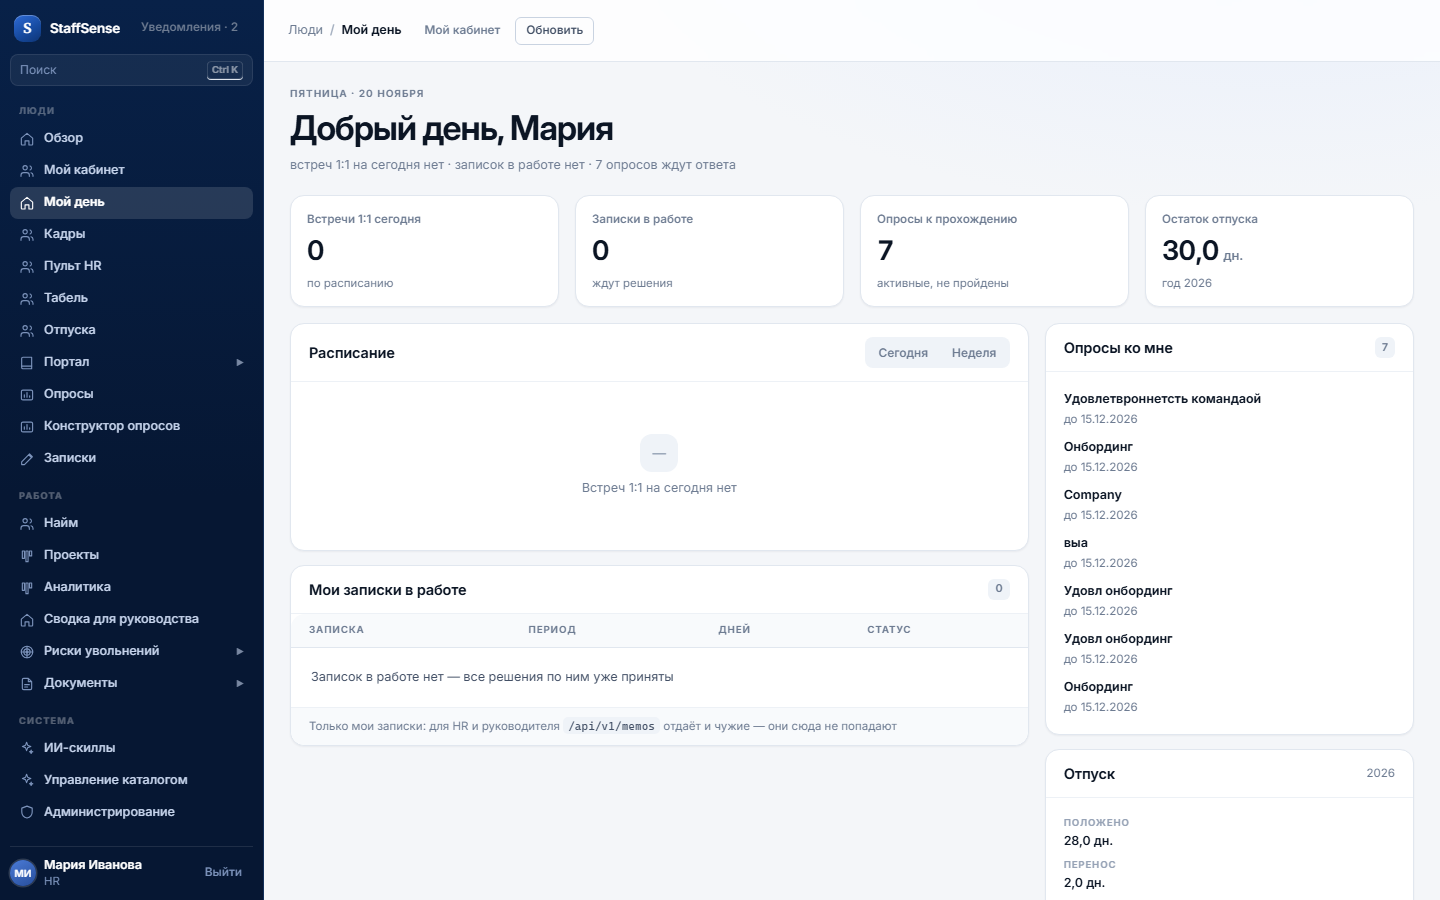 StaffSense
Уведомления · 2
Поиск
Ctrl K
ЛЮДИ
Обзор
Мой кабинет
Мой день
Кадры
Пульт HR
Табель
Отпуска
Портал
Опросы
Конструктор опросов
Записки
РАБОТА
Найм
Проекты
Аналитика
Сводка для руководства
Риски увольнений
Документы
СИСТЕМА
ИИ-скиллы
Управление каталогом
Администрирование
МИ
Мария Иванова
HR
Выйти
Люди / Мой день
Мой кабинет
Обновить
ПЯТНИЦА · 20 НОЯБРЯ
Добрый день, Мария
встреч 1:1 на сегодня нет · записок в работе нет · 7 опросов ждут ответа
Встречи 1:1 сегодня
0
по расписанию
Записки в работе
0
ждут решения
Опросы к прохождению
7
активные, не пройдены
Остаток отпуска
30,0 дн.
год 2026
Расписание
Сегодня
Неделя
—
Встреч 1:1 на сегодня нет
Мои записки в работе
0
ЗАПИСКА ПЕРИОД ДНЕЙ СТАТУС
Записок в работе нет — все решения по ним уже приняты
Только мои записки: для HR и руководителя /api/v1/memos отдаёт и чужие — они сюда не попадают
Опросы ко мне
7
Удовлетвроннетсть командаой
до 15.12.2026
Онбординг
до 15.12.2026
Company
до 15.12.2026
выа
до 15.12.2026
Удовл онбординг
до 15.12.2026
Удовл онбординг
до 15.12.2026
Онбординг
до 15.12.2026
Отпуск
2026
ПОЛОЖЕНО
28,0 дн.
ПЕРЕНОС
2,0 дн.